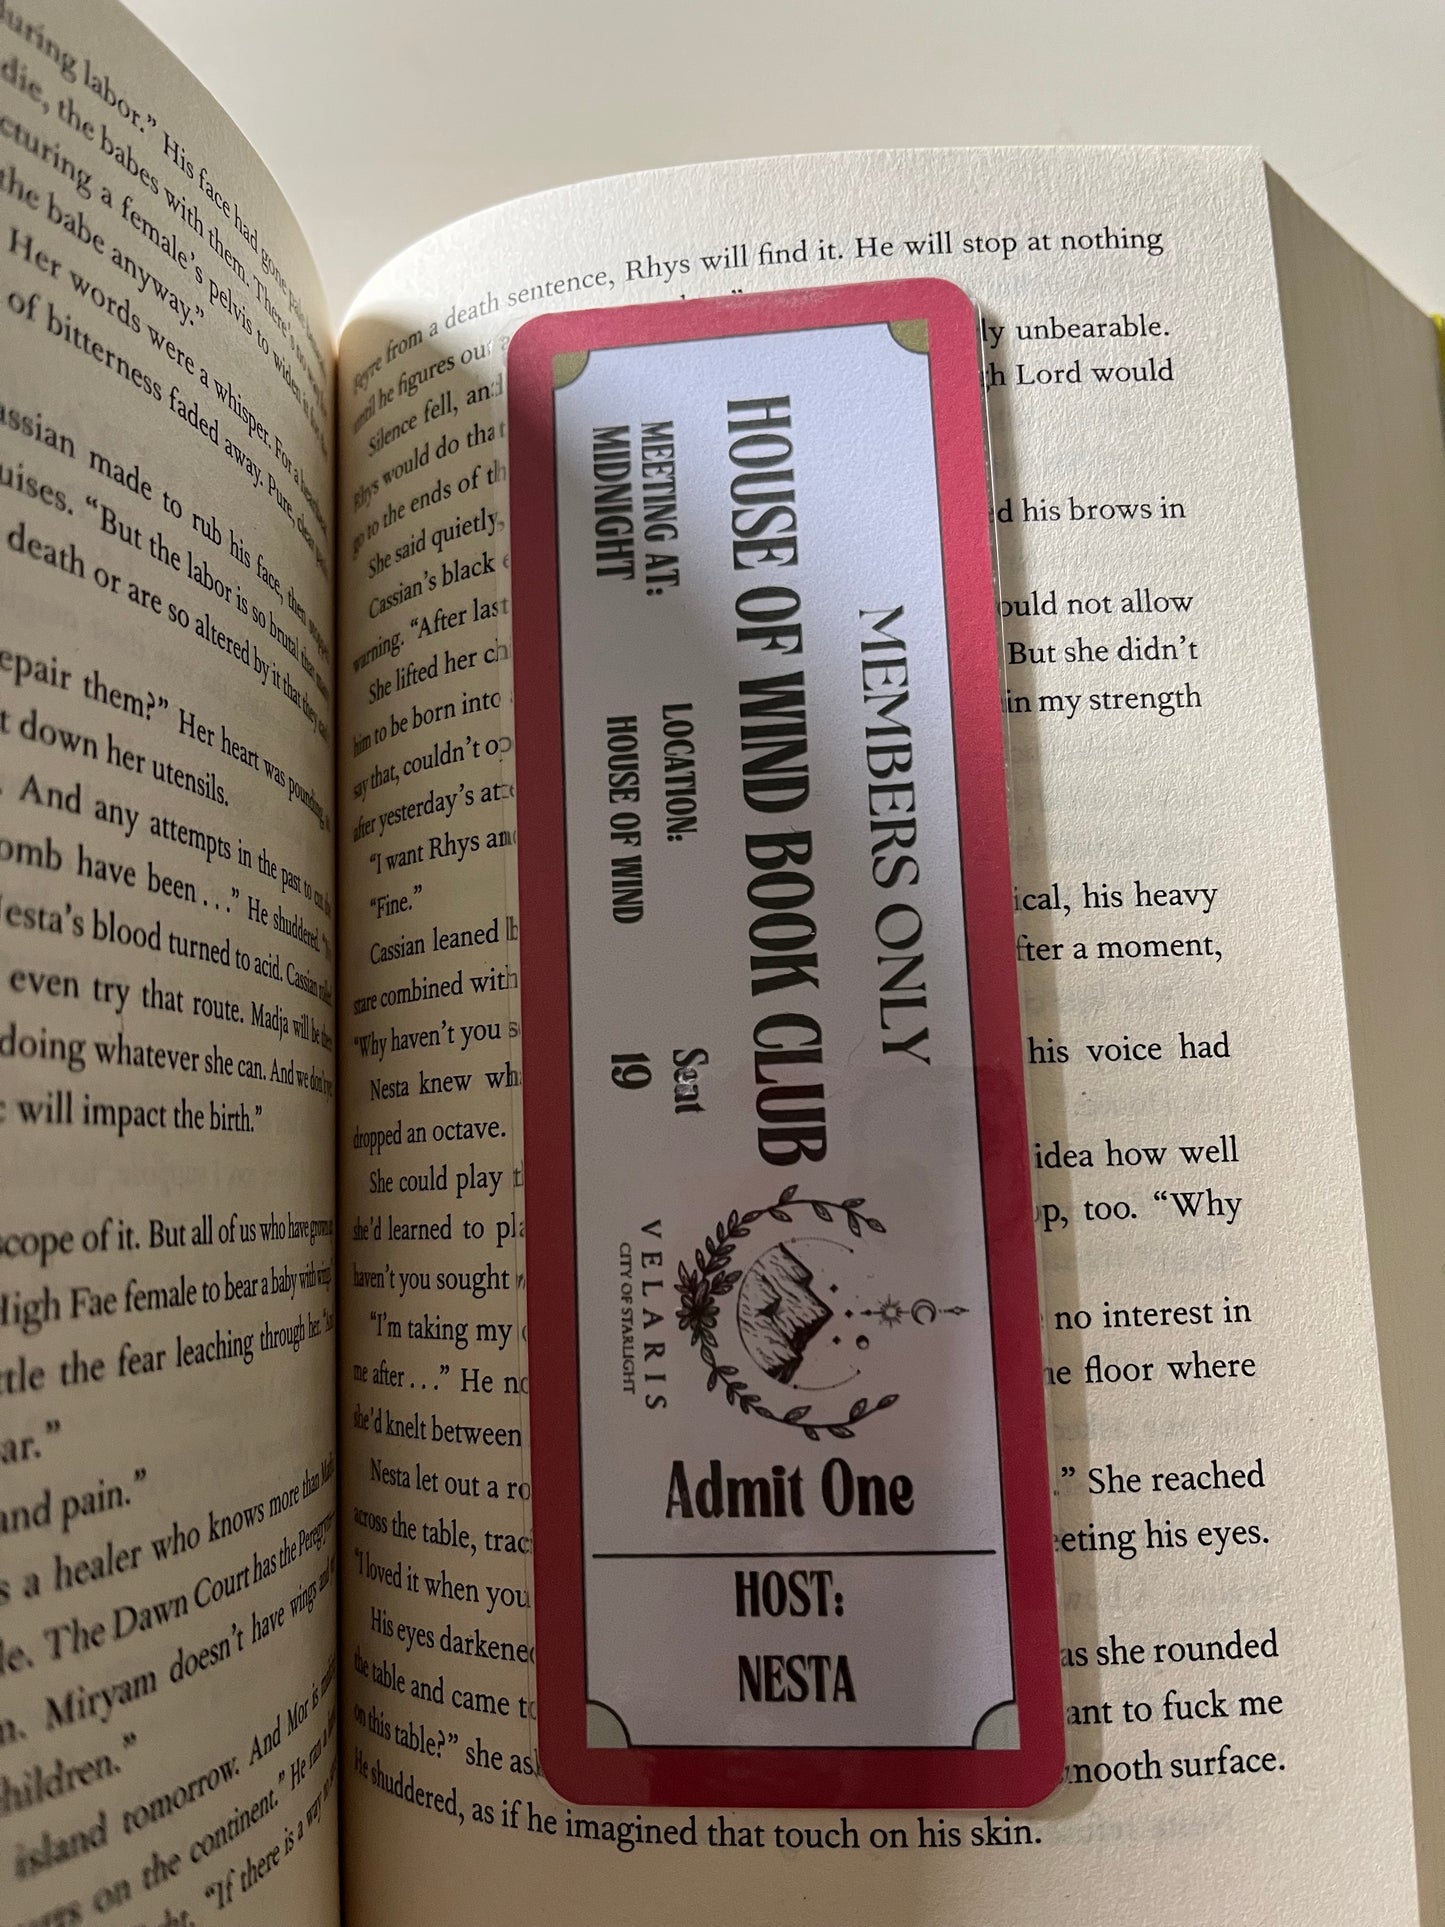 during labor.” His face had gone pale
die, the babes with them. There’s no
cturing a female’s pelvis to widen it for the
the babe anyway.”
Her words were a whisper. For a heartbeat
of bitterness faded away. Pure, clear
assian made to rub his face, then stopped
uises. “But the labor is so brutal that
death or are so altered by it that they
epair them?” Her heart was pounding,
t down her utensils.
. And any attempts in the past to
omb have been . . .” He shuddered.
esta’s blood turned to acid. Cassian
even try that route. Madja will be
doing whatever she can. And we don’t
t will impact the birth.”
cope of it. But all of us who have
High Fae female to bear a baby with wings
ttle the fear leaching through her.
ar.”
and pain.”
s a healer who knows more than
le. The Dawn Court has the Peregryn
n. Miryam doesn’t have wings and
hildren.”
island tomorrow. And Mor is
on the continent.” He ran a
“If there is a way to
Feyre from a death sentence, Rhys will find it. He will stop at nothing
until he figures out
ly unbearable.
Silence fell, and
h Lord would
Rhys would do that
go to the ends of th
She said quietly,
d his brows in
Cassian’s black e
warning. “After last
ould not allow
She lifted her ch
But she didn’t
him to be born into
in my strength
say that, couldn’t op
after yesterday’s
“I want Rhys and
“Fine.”
ical, his heavy
Cassian leaned b
fter a moment,
stare combined with
“Why haven’t you s
his voice had
Nesta knew wh
dropped an octave.
idea how well
She could play t
p, too. “Why
she’d learned to pl
haven’t you sought
no interest in
“I’m taking my
e floor where
me after . . .” He no
she’d knelt between
.” She reached
Nesta let out a ro
eting his eyes.
across the table, trac
“I loved it when you
His eyes darkened
as she rounded
the table and came to
ant to fuck me
on this table?” she as
mooth surface.
He shuddered, as if he imagined that touch on his skin.
MEMBERS ONLY
HOUSE OF WIND BOOK CLUB
MEETING AT:
MIDNIGHT
LOCATION:
HOUSE OF WIND
Seat
19
VELARIS
CITY OF STARLIGHT
Admit One
HOST:
NESTA